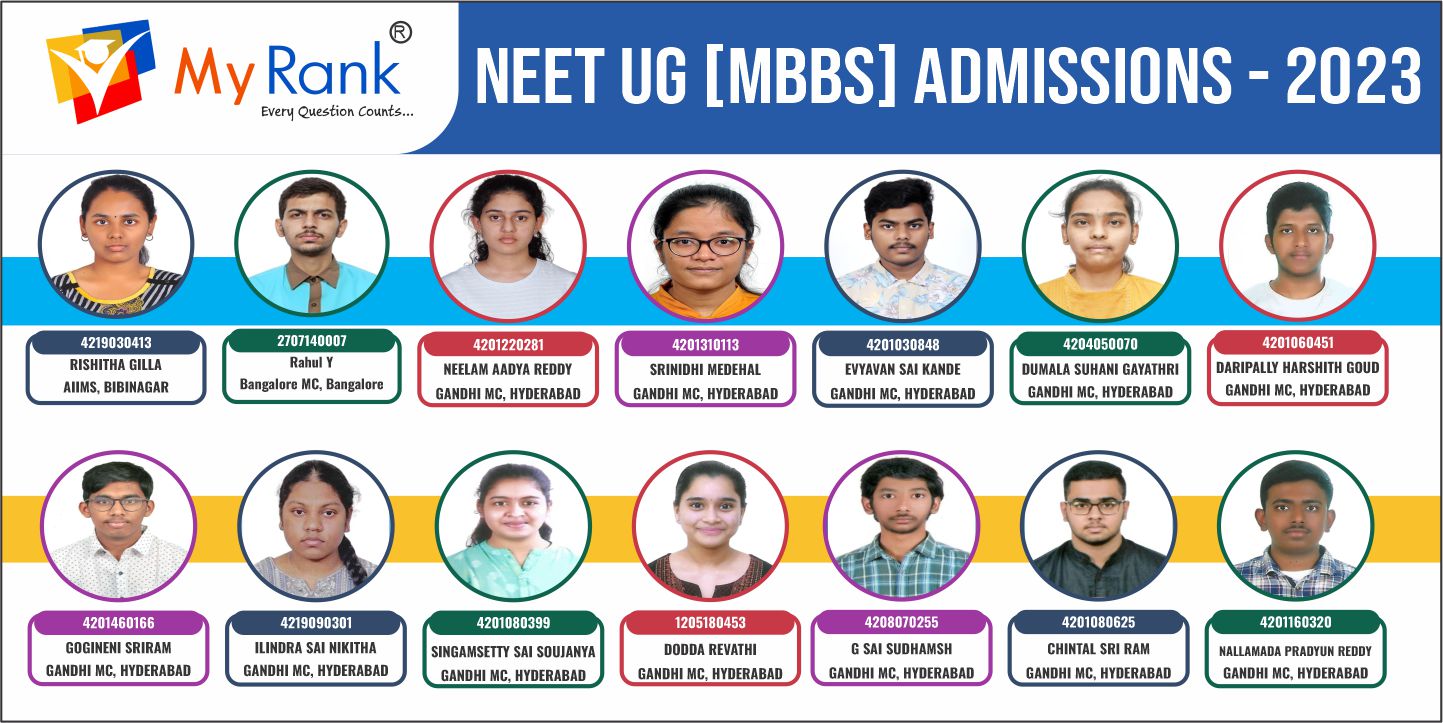 My Rank ®
Every Question Counts...
NEET UG [MBBS] ADMISSIONS - 2023
4219030413
RISHITHA GILLA
AIIMS, BIBINAGAR
2707140007
Rahul Y
Bangalore MC, Bangalore
4201220281
NEELAM AADYA REDDY
GANDHI MC, HYDERABAD
4201310113
SRINIDHI MEDEHAL
GANDHI MC, HYDERABAD
4201030848
EVYAVAN SAI KANDE
GANDHI MC, HYDERABAD
4204050070
DUMALA SUHANI GAYATHRI
GANDHI MC, HYDERABAD
4201060451
DARIPALLY HARSHITH GOUD
GANDHI MC, HYDERABAD
4201460166
GOGINENI SRIRAM
GANDHI MC, HYDERABAD
4219090301
ILINDRA SAI NIKITHA
GANDHI MC, HYDERABAD
4201080399
SINGAMSETTY SAI SOUJANYA
GANDHI MC, HYDERABAD
1205180453
DODDA REVATHI
GANDHI MC, HYDERABAD
4208070255
G SAI SUDHAMSH
GANDHI MC, HYDERABAD
4201080625
CHINTAL SRI RAM
GANDHI MC, HYDERABAD
4201160320
NALLAMADA PRADYUN REDDY
GANDHI MC, HYDERABAD